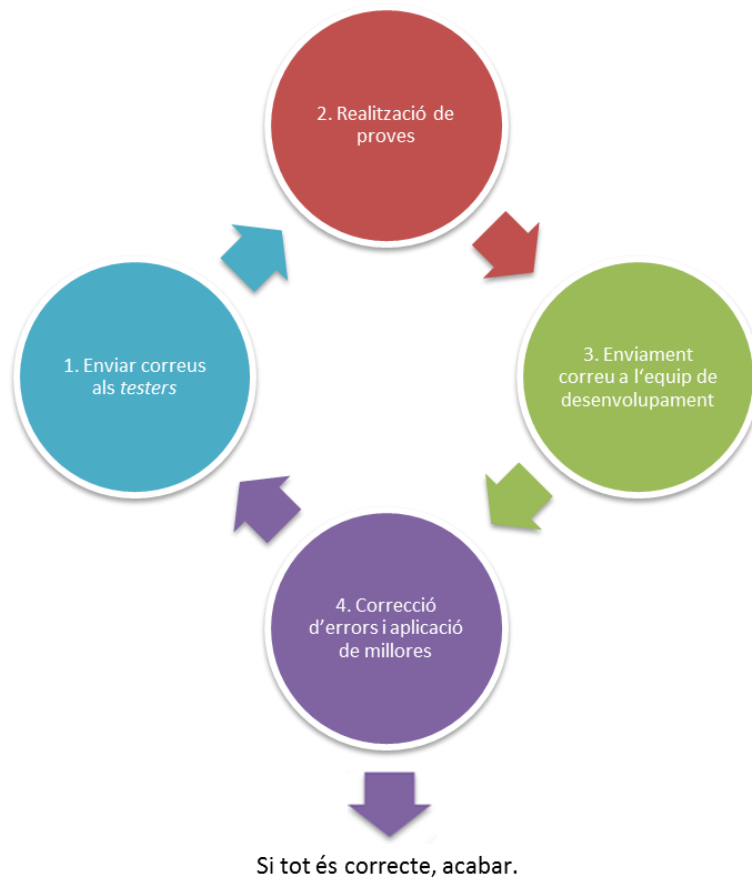 2. Realització de
proves
1. Enviar correus
als testers
3. Enviament
correu a l‘equip de
desenvolupament
4. Correcció
d’errors i aplicació
de millores
Si tot és correcte, acabar.